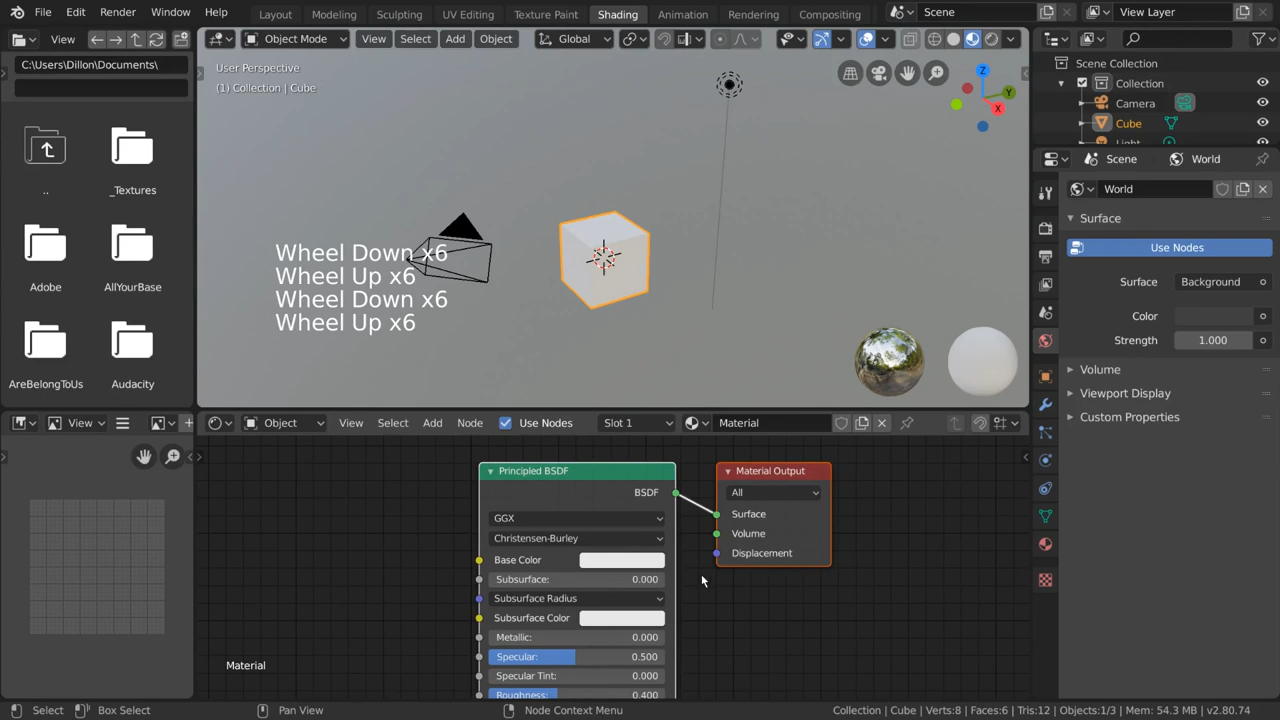 File Edit Render Window Help Layout Modeling Sculpting UV Editing Texture Paint Shading Animation Rendering Compositing Scene View Layer
View Object Mode View Select Add Object Global
C:\Users\Dillon\Documents\
..
_Textures
Adobe
AllYourBase
AreBelongToUs
Audacity
User Perspective
(1) Collection | Cube
Z
Y
X
Wheel Down x6
Wheel Up x6
Wheel Down x6
Wheel Up x6
Scene Collection
Collection
Camera
Cube
Light
Scene World
World
Surface
Use Nodes
Surface Background
Color
Strength 1.000
Volume
Viewport Display
Custom Properties
View
Object View Select Add Node Use Nodes Slot 1 Material
Principled BSDF
BSDF
GGX
Christensen-Burley
Base Color
Subsurface: 0.000
Subsurface Radius
Subsurface Color
Metallic: 0.000
Specular: 0.500
Specular Tint: 0.000
Roughness: 0.400
Material Output
All
Surface
Volume
Displacement
Material
Select Box Select Pan View Node Context Menu Collection | Cube | Verts:8 | Faces:6 | Tris:12 | Objects:1/3 | Mem: 54.3 MB | v2.80.74